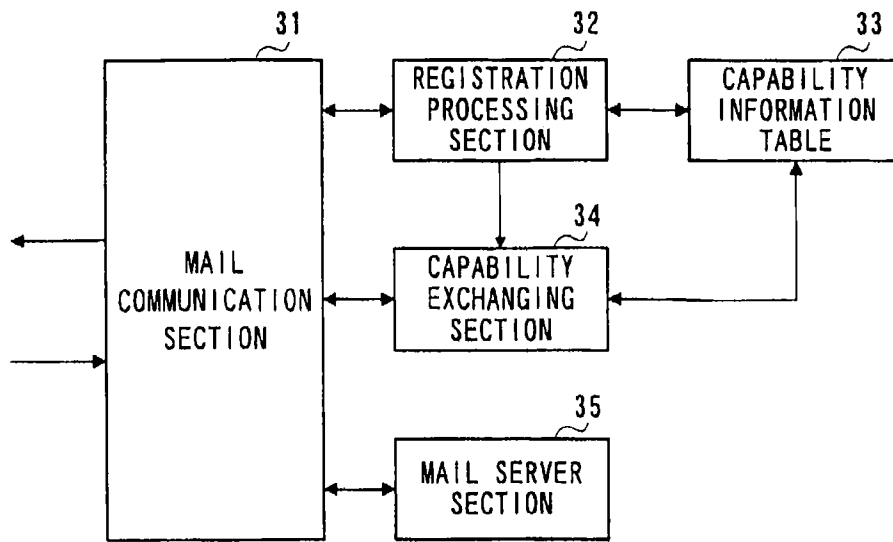 31
32
33
REGISTRATION
PROCESSING
SECTION
CAPABILITY
INFORMATION
TABLE
34
MAIL
COMMUNICATION
SECTION
CAPABILITY
EXCHANGING
SECTION
35
MAIL SERVER
SECTION